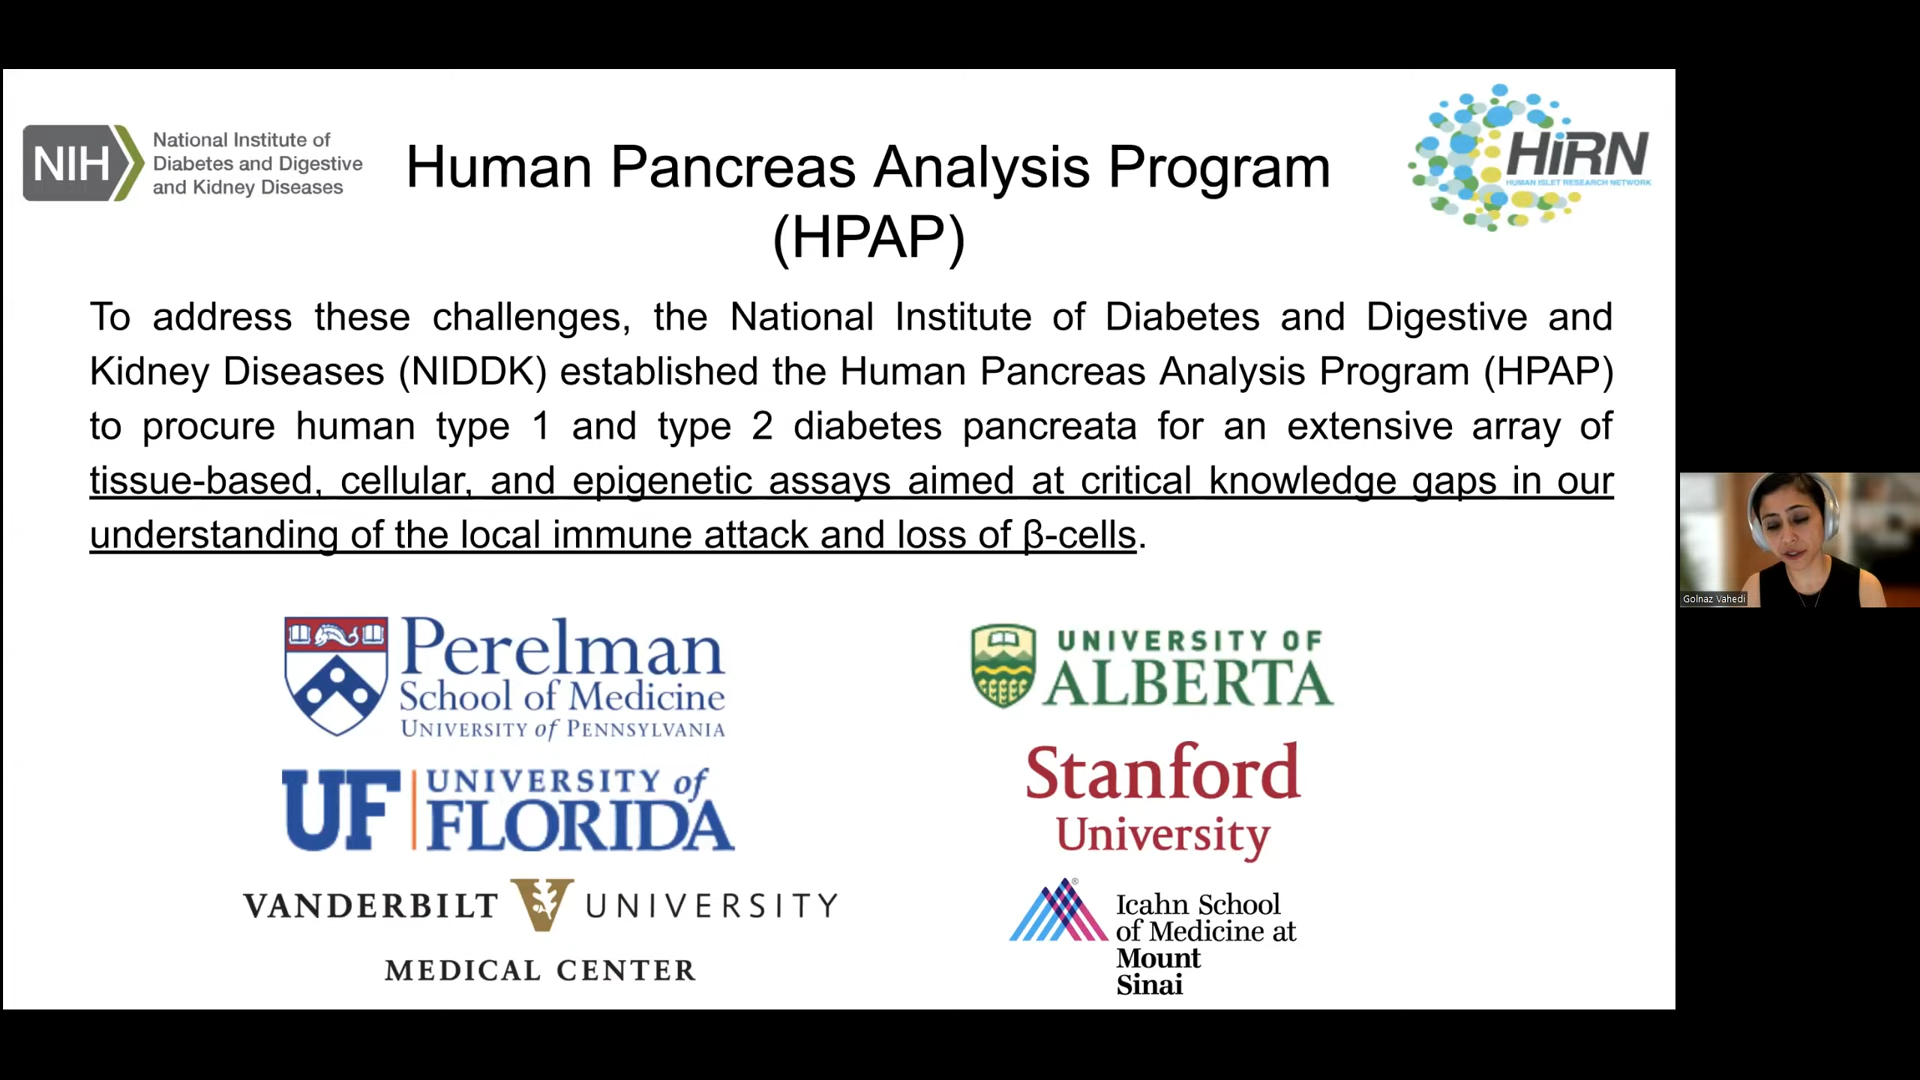 NIH
National Institute of
Diabetes and Digestive
and Kidney Diseases
Human Pancreas Analysis Program
(HPAP)
HiRN
HUMAN ISLET RESEARCH NETWORK
To address these challenges, the National Institute of Diabetes and Digestive and
Kidney Diseases (NIDDK) established the Human Pancreas Analysis Program (HPAP)
to procure human type 1 and type 2 diabetes pancreata for an extensive array of
tissue-based, cellular, and epigenetic assays aimed at critical knowledge gaps in our
understanding of the local immune attack and loss of β-cells.
Perelman
School of Medicine
UNIVERSITY of PENNSYLVANIA
UNIVERSITY OF
ALBERTA
UF UNIVERSITY of
FLORIDA
Stanford
University
VANDERBILT V UNIVERSITY
MEDICAL CENTER
®
Icahn School
of Medicine at
Mount
Sinai
Golnaz Vahedi